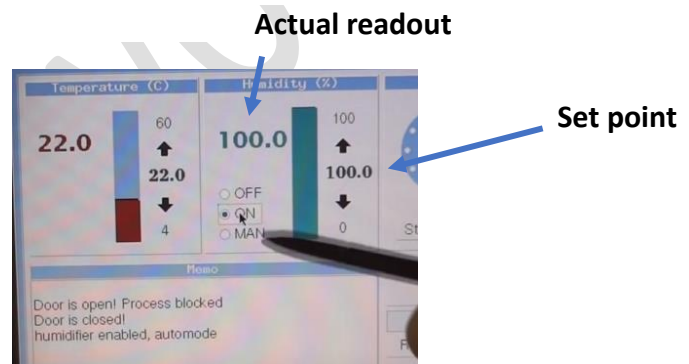 Actual readout
Set point
Temperature (C)
Humidity (%)
22.0
60
22.0
4
100.0
100
100.0
0
OFF
ON
MAN
Memo
Door is open! Process blocked
Door is closed!
humidifier enabled, automode